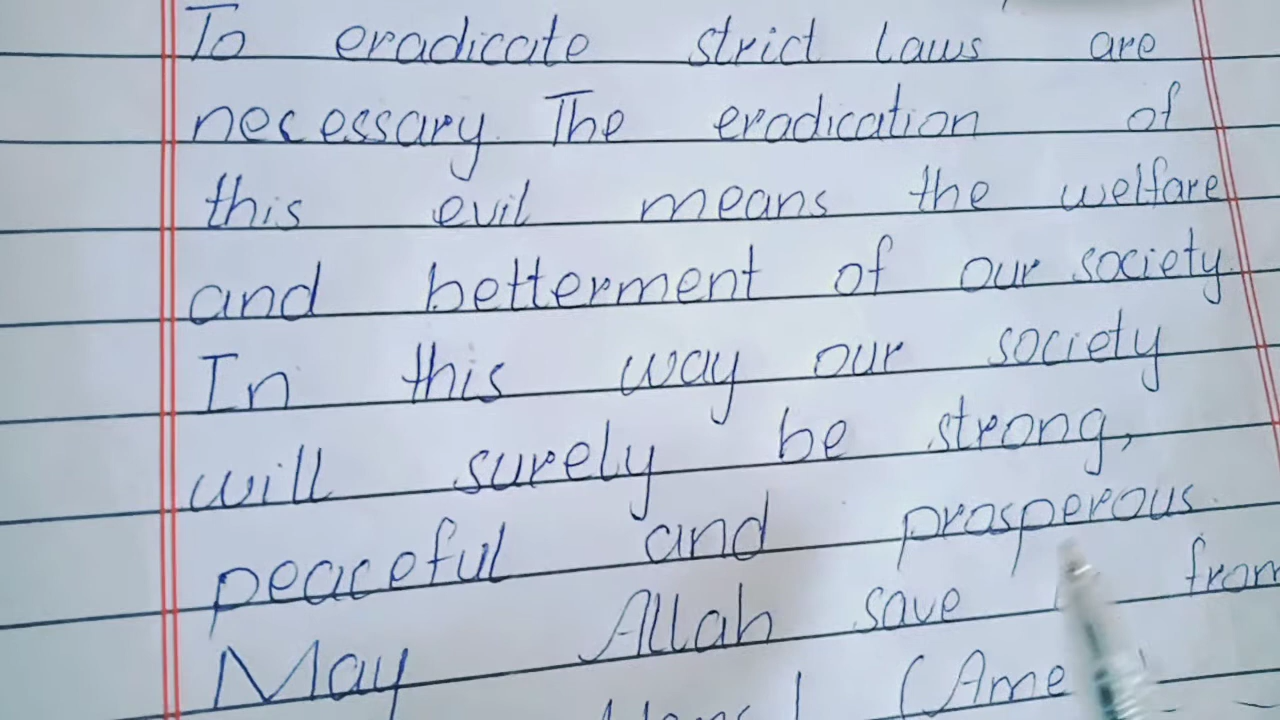 To eradicate strict laws are
necessary. The eradication of
this evil means the welfare
and betterment of our society.
In this way our society
will surely be strong,
peaceful and prosperous.
May Allah save from
(Ame